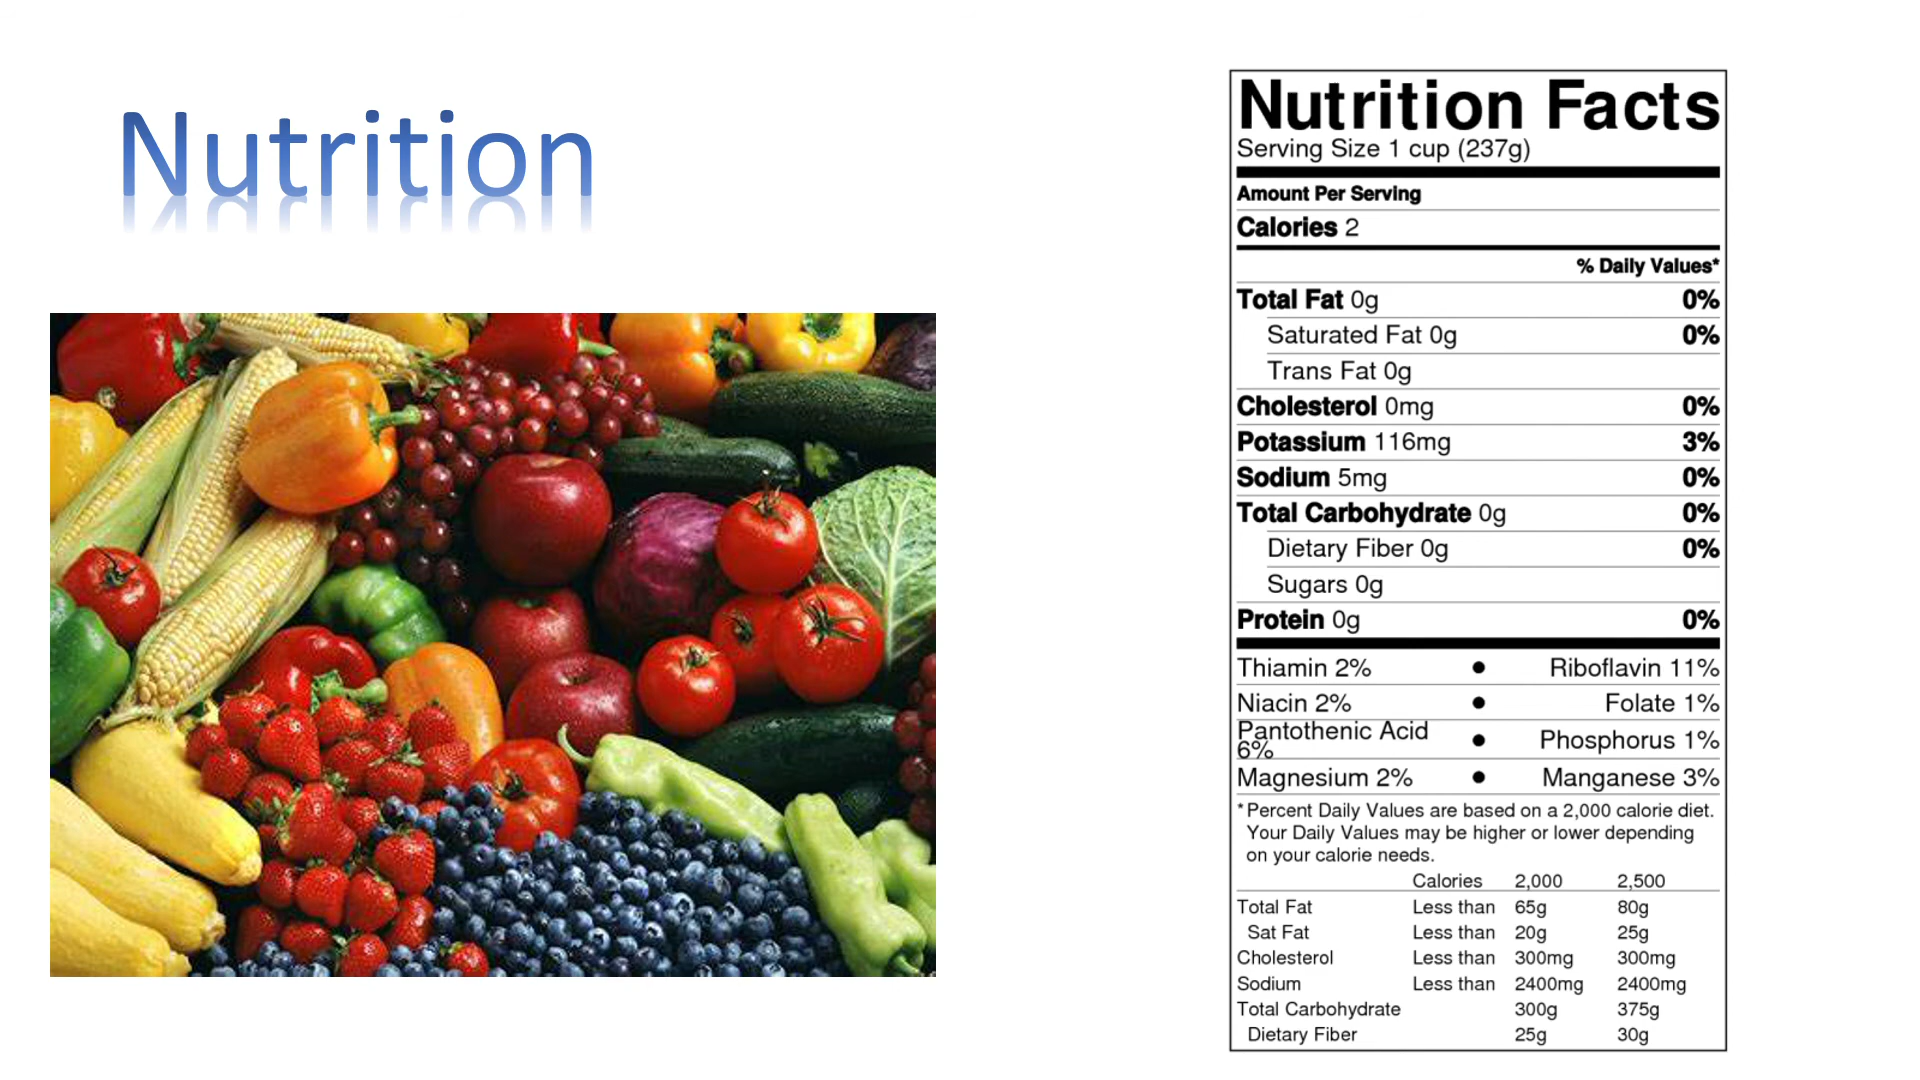 Nutrition
Nutrition Facts
Serving Size 1 cup (237g)
Amount Per Serving
Calories 2
% Daily Values*
Total Fat 0g 0%
Saturated Fat 0g 0%
Trans Fat 0g
Cholesterol 0mg 0%
Potassium 116mg 3%
Sodium 5mg 0%
Total Carbohydrate 0g 0%
Dietary Fiber 0g 0%
Sugars 0g
Protein 0g 0%
Thiamin 2% ● Riboflavin 11%
Niacin 2% ● Folate 1%
Pantothenic Acid
6% ● Phosphorus 1%
Magnesium 2% ● Manganese 3%
*Percent Daily Values are based on a 2,000 calorie diet.
Your Daily Values may be higher or lower depending
on your calorie needs.
Calories 2,000 2,500
Total Fat Less than 65g 80g
Sat Fat Less than 20g 25g
Cholesterol Less than 300mg 300mg
Sodium Less than 2400mg 2400mg
Total Carbohydrate 300g 375g
Dietary Fiber 25g 30g